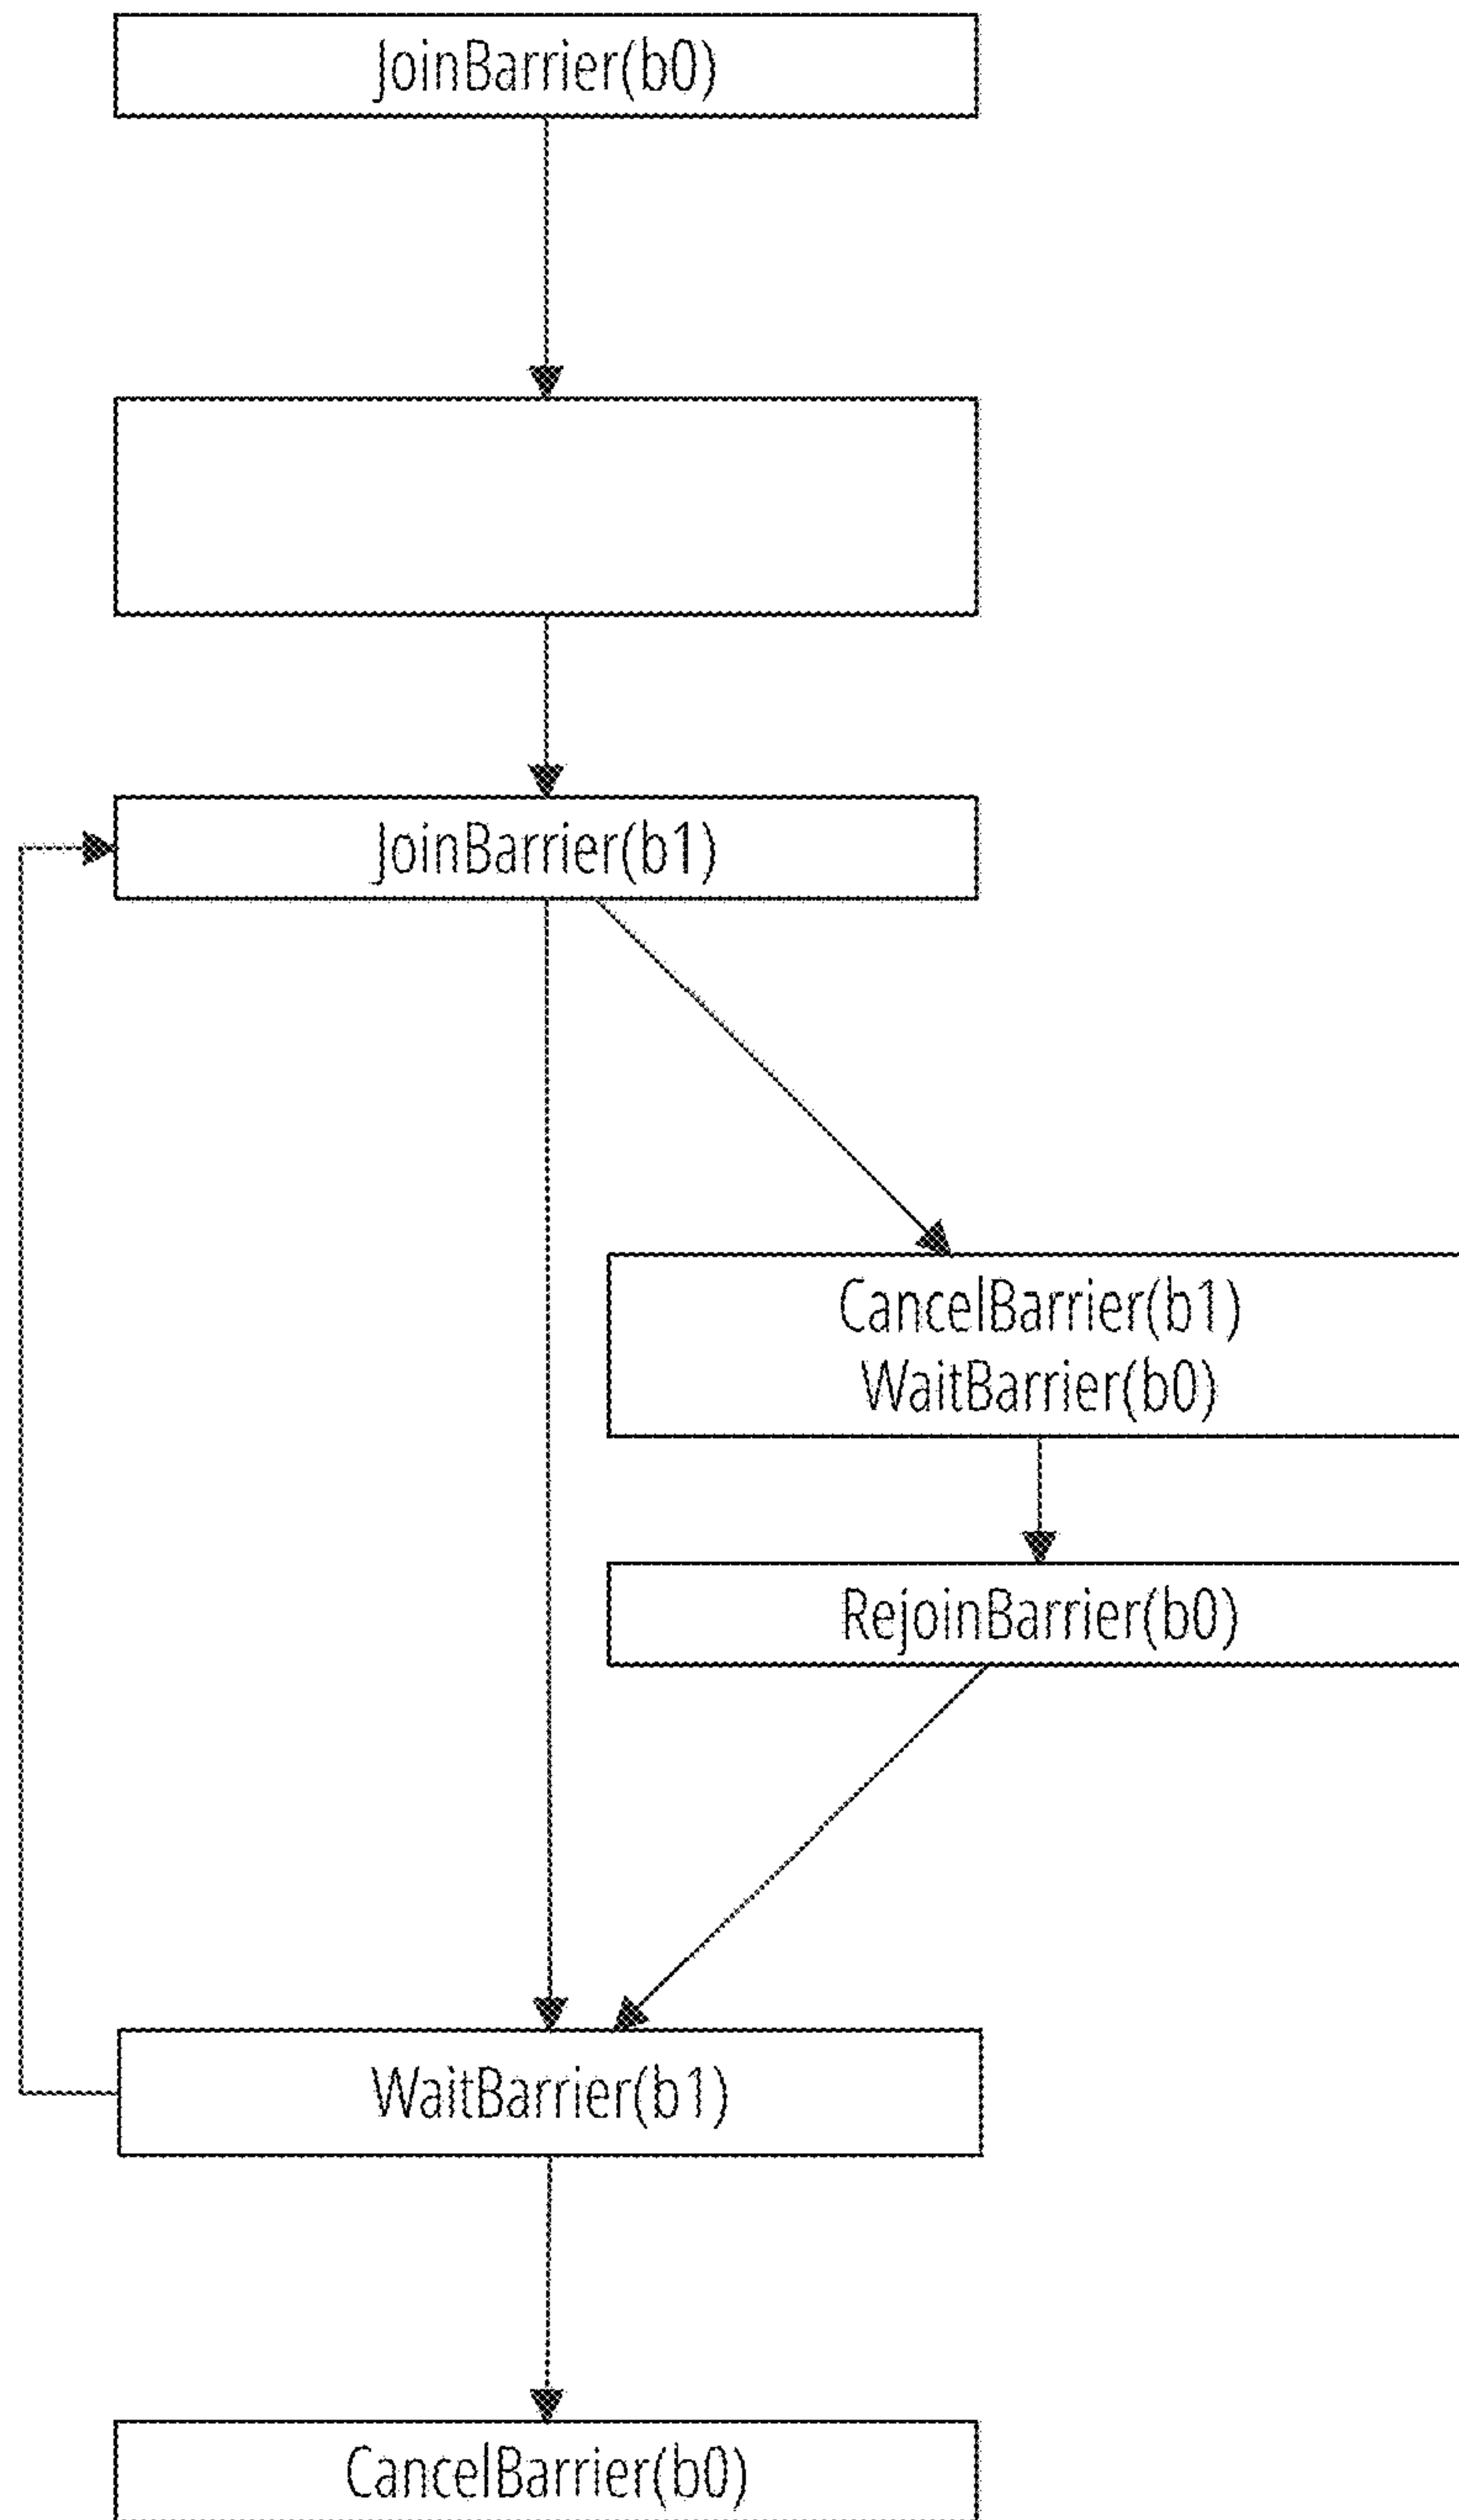 JoinBarrier(b0)
JoinBarrier(b1)
CancelBarrier(b1)
WaitBarrier(b0)
RejoinBarrier(b0)
WaitBarrier(b1)
CancelBarrier(b0)